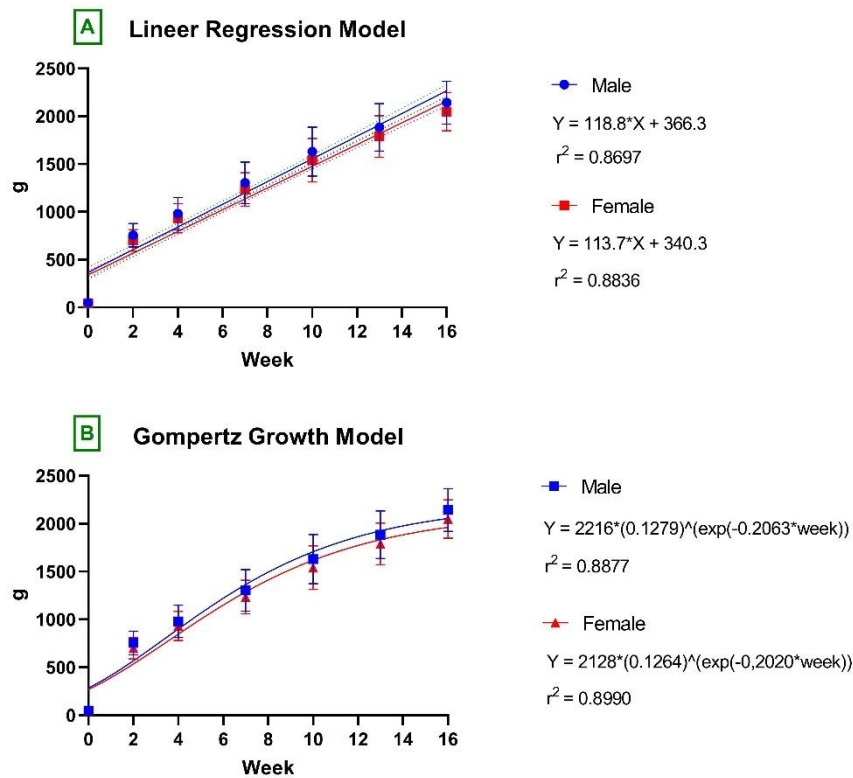 A Lineer Regression Model
2500
2000
1500
1000
500
0
g
0 2 4 6 8 10 12 14 16
Week
Male
Y = 118.8*X + 366.3
r² = 0.8697
Female
Y = 113.7*X + 340.3
r² = 0.8836
B Gompertz Growth Model
2500
2000
1500
1000
500
0
g
0 2 4 6 8 10 12 14 16
Week
Male
Y = 2216*(0.1279)^(exp(-0.2063*week))
r² = 0.8877
Female
Y = 2128*(0.1264)^(exp(-0,2020*week))
r² = 0.8990